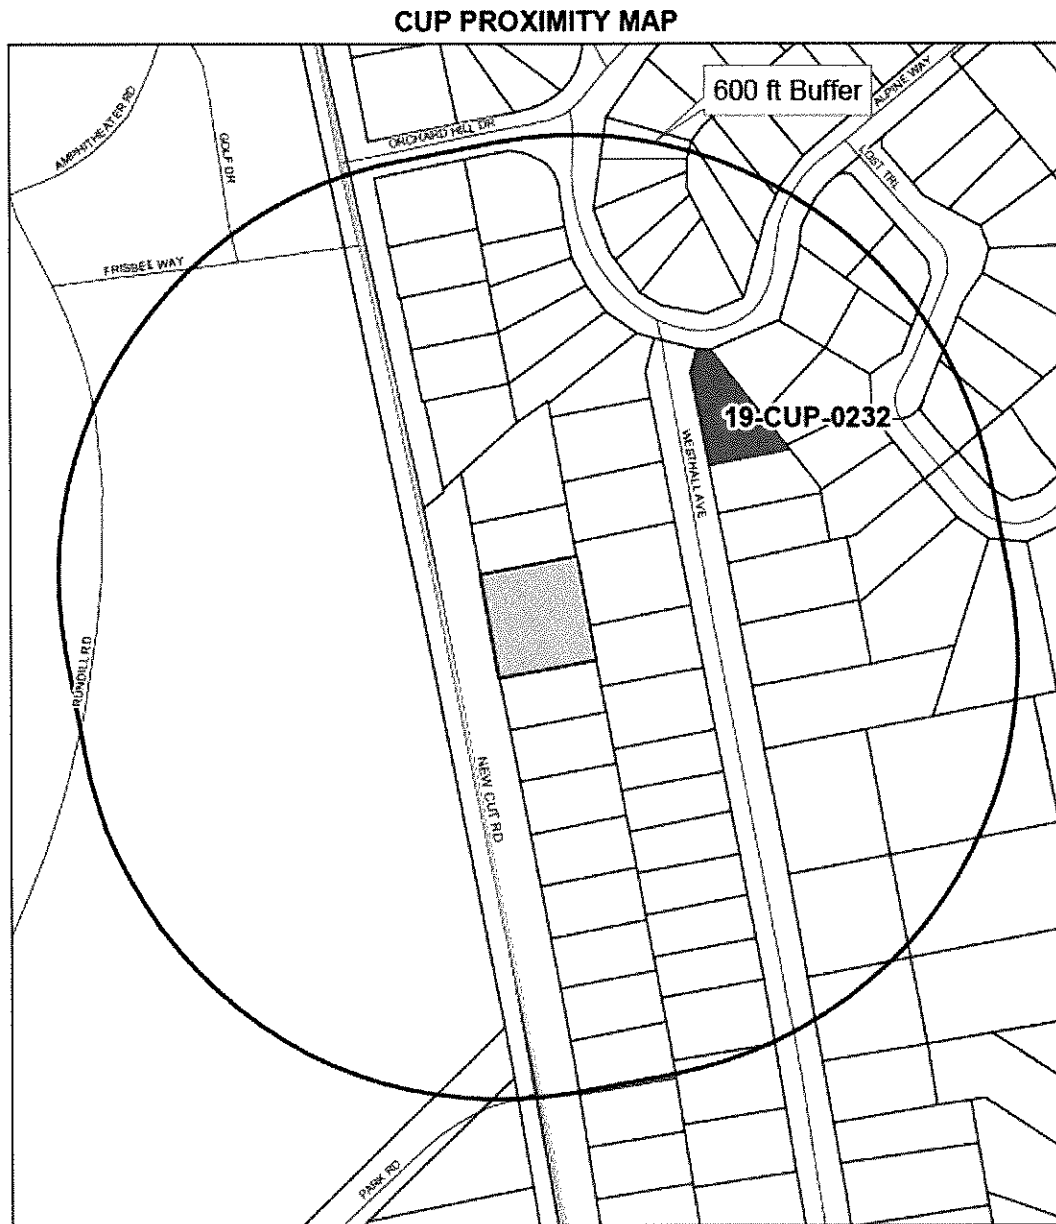 CUP PROXIMITY MAP
600 ft Buffer
ALPINE WAY
AMPHITHEATER RD
ORCHARD HILL DR
GOLF DR
LOST TRL
FRISBEE WAY
19-CUP-0232
WESTHALL AVE
RUNDILL RD
NEW CUT RD
PARK RD